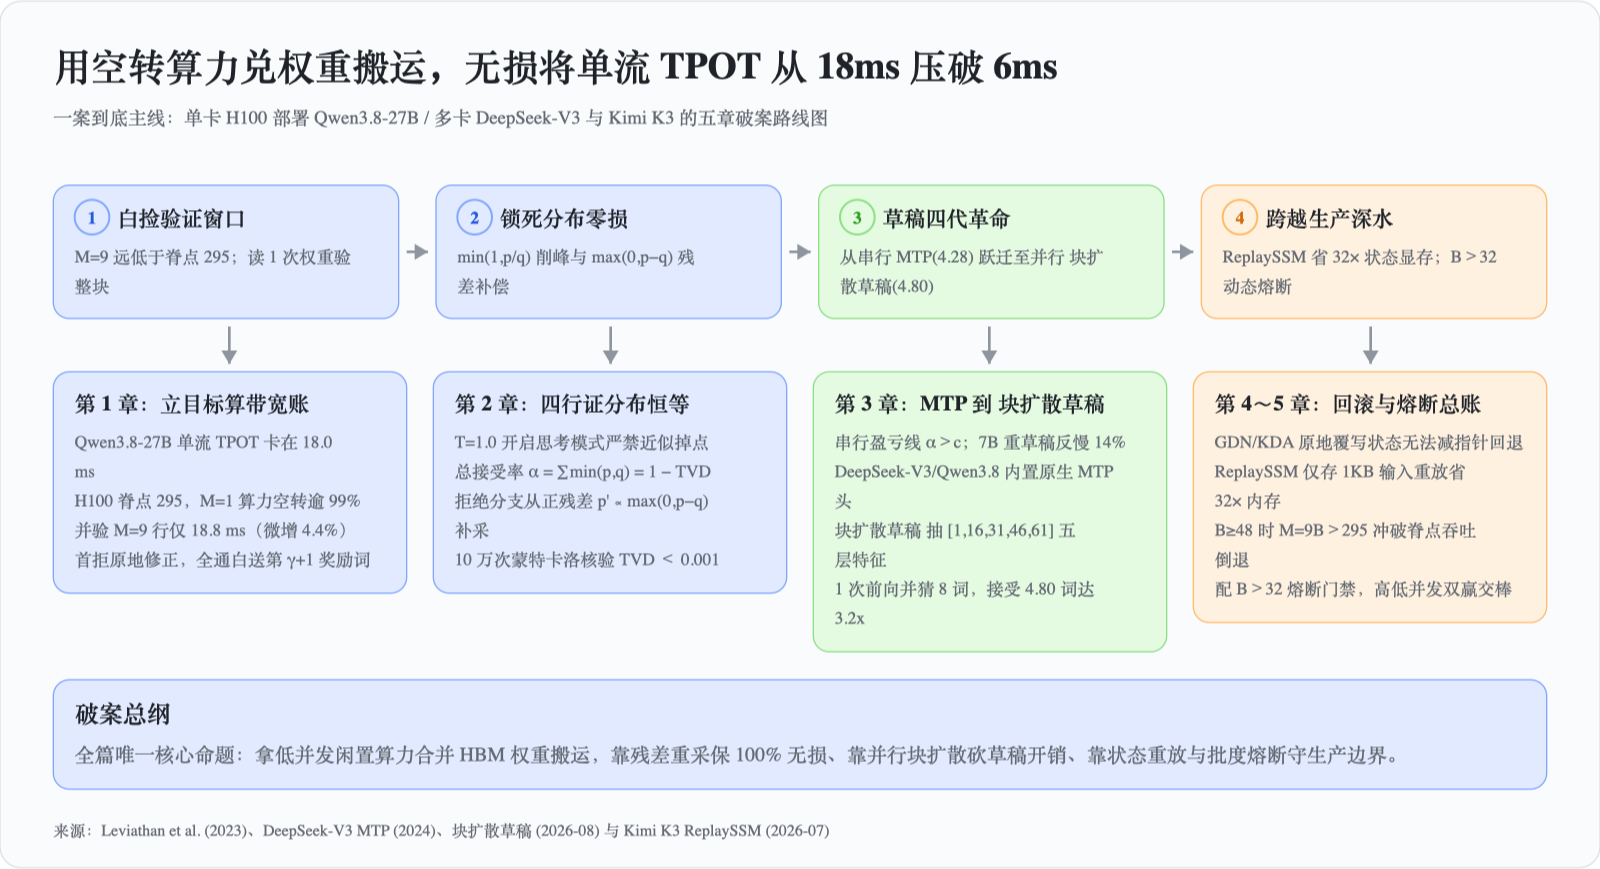 用空转算力兑权重搬运，无损将单流 TPOT 从 18ms 压破 6ms
一案到底主线：单卡 H100 部署 Qwen3.8-27B / 多卡 DeepSeek-V3 与 Kimi K3 的五章破案路线图
1 白捡验证窗口
M=9 远低于脊点 295；读 1 次权重验
整块
2 锁死分布零损
min(1,p/q) 削峰与 max(0,p−q) 残
差补偿
3 草稿四代革命
从串行 MTP(4.28) 跃迁至并行 块扩
散草稿(4.80)
4 跨越生产深水
ReplaySSM 省 32× 状态显存；B > 32
动态熔断
第 1 章：立目标算带宽账
Qwen3.8-27B 单流 TPOT 卡在 18.0
ms
H100 脊点 295，M=1 算力空转逾 99%
并验 M=9 行仅 18.8 ms（微增 4.4%）
首拒原地修正，全通白送第 γ+1 奖励词
第 2 章：四行证分布恒等
T=1.0 开启思考模式严禁近似掉点
总接受率 α = ∑min(p,q) = 1 − TVD
拒绝分支从正残差 p' ∝ max(0,p−q)
补采
10 万次蒙特卡洛核验 TVD < 0.001
第 3 章：MTP 到 块扩散草稿
串行盈亏线 α > c；7B 重草稿反慢 14%
DeepSeek-V3/Qwen3.8 内置原生 MTP
头
块扩散草稿 抽 [1,16,31,46,61] 五
层特征
1 次前向并猜 8 词，接受 4.80 词达
3.2x
第 4～5 章：回滚与熔断总账
GDN/KDA 原地覆写状态无法减指针回退
ReplaySSM 仅存 1KB 输入重放省
32× 内存
B≥48 时 M=9B > 295 冲破脊点吞吐
倒退
配 B > 32 熔断门禁，高低并发双赢交棒
破案总纲
全篇唯一核心命题：拿低并发闲置算力合并 HBM 权重搬运，靠残差重采保 100% 无损、靠并行块扩散砍草稿开销、靠状态重放与批度熔断守生产边界。
来源：Leviathan et al. (2023)、DeepSeek-V3 MTP (2024)、块扩散草稿 (2026-08) 与 Kimi K3 ReplaySSM (2026-07)